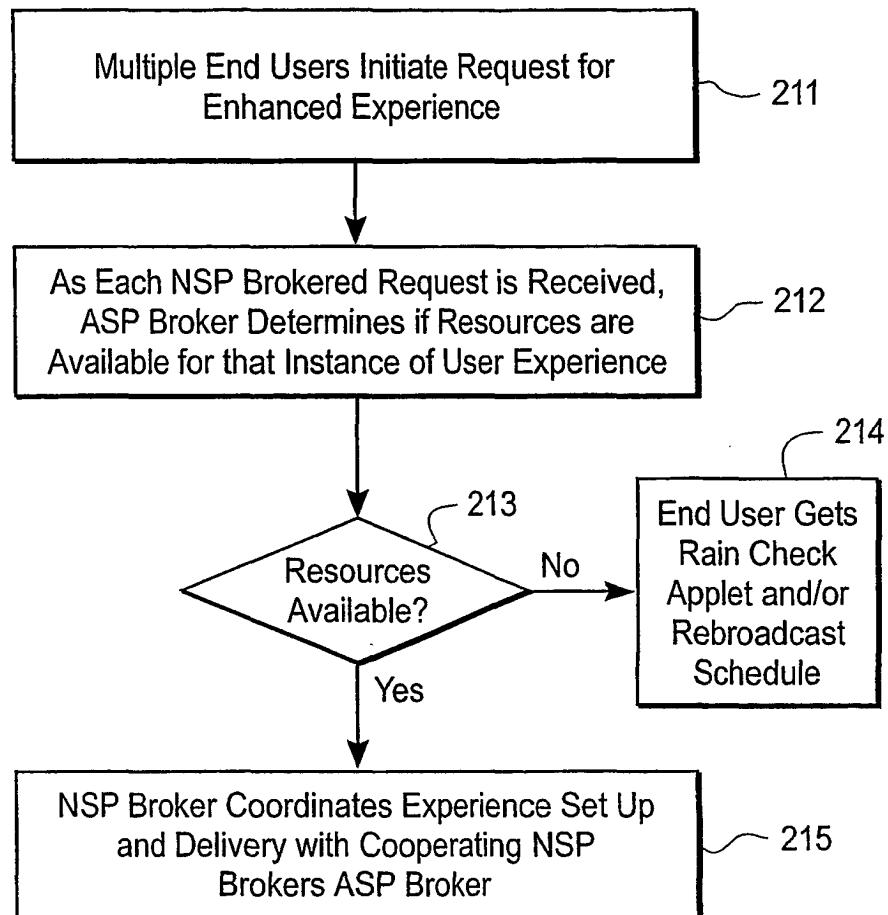 Multiple End Users Initiate Request for
Enhanced Experience
211
As Each NSP Brokered Request is Received,
ASP Broker Determines if Resources are
Available for that Instance of User Experience
212
213
Resources
Available?
No
Yes
214
End User Gets
Rain Check
Applet and/or
Rebroadcast
Schedule
NSP Broker Coordinates Experience Set Up
and Delivery with Cooperating NSP
Brokers ASP Broker
215